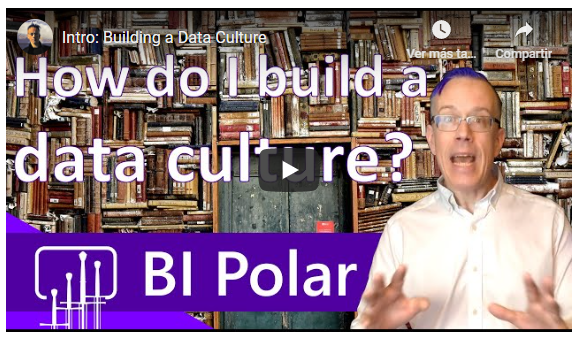 Intro: Building a Data Culture
Ver más ta...
Compartir
How do I build a
data culture?
BI Polar